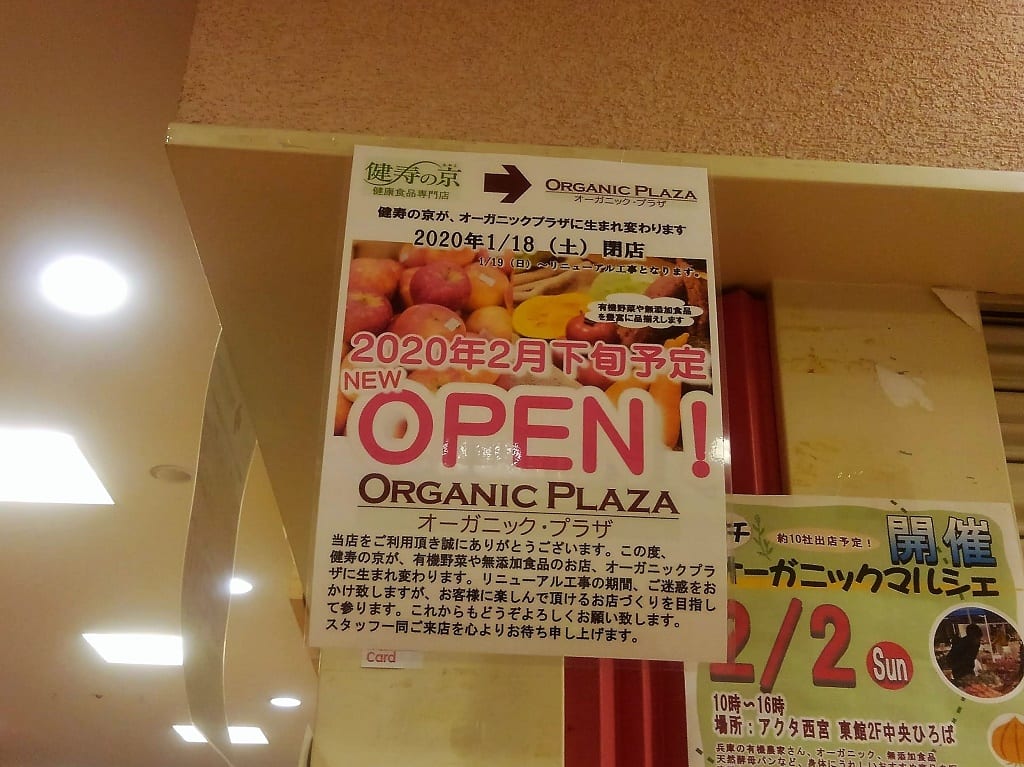 健寿の京
健康食品専門店
ORGANIC PLAZA
オーガニック・プラザ
健寿の京が、オーガニックプラザに生まれ変わります
2020年1/18（土）閉店
1/19（日）～リニューアル工事となります。
有機野菜や無添加食品
を豊富に品揃えします
2020年2月下旬予定
NEW
OPEN！
ORGANIC PLAZA
オーガニック・プラザ
当店をご利用頂き誠にありがとうございます。この度、
健寿の京が、有機野菜や無添加食品のお店、オーガニックプラ
ザに生まれ変わります。リニューアル工事の期間、ご迷惑をお
かけ致しますが、お客様に楽しんで頂けるお店づくりを目指し
て参ります。これからもどうぞよろしくお願い致します。
スタッフ一同ご来店を心よりお待ち申し上げます。
Card
チ
約10社出店予定！
開催
オーガニックマルシェ
2/2
Sun
10時～16時
場所：アクタ西宮 東館2F中央ひろば
兵庫の有機農家さん、オーガニック、無添加食品
天然酵母パンなど、身体にうれしい